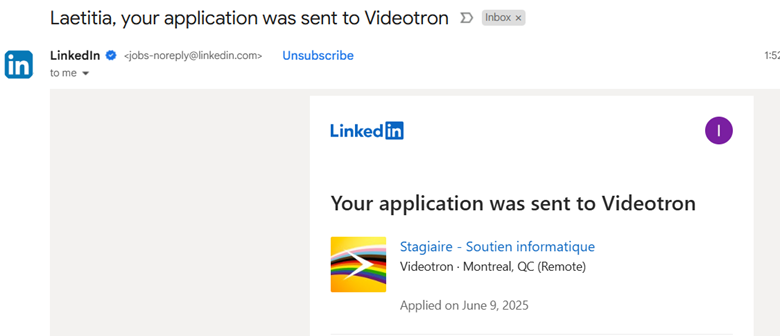 Laetitia, your application was sent to Videotron Inbox ×
LinkedIn <jobs-noreply@linkedin.com> Unsubscribe 1:52
to me
LinkedIn I
Your application was sent to Videotron
Stagiaire - Soutien informatique
Videotron · Montreal, QC (Remote)
Applied on June 9, 2025